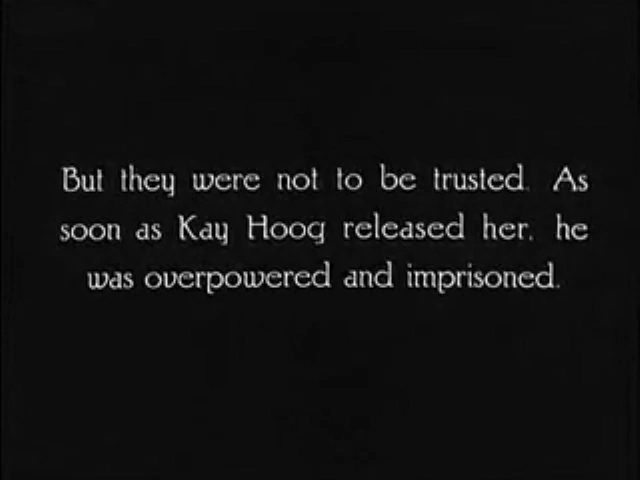 But they were not to be trusted. As
soon as Kay Hoog released her, he
was overpowered and imprisoned.